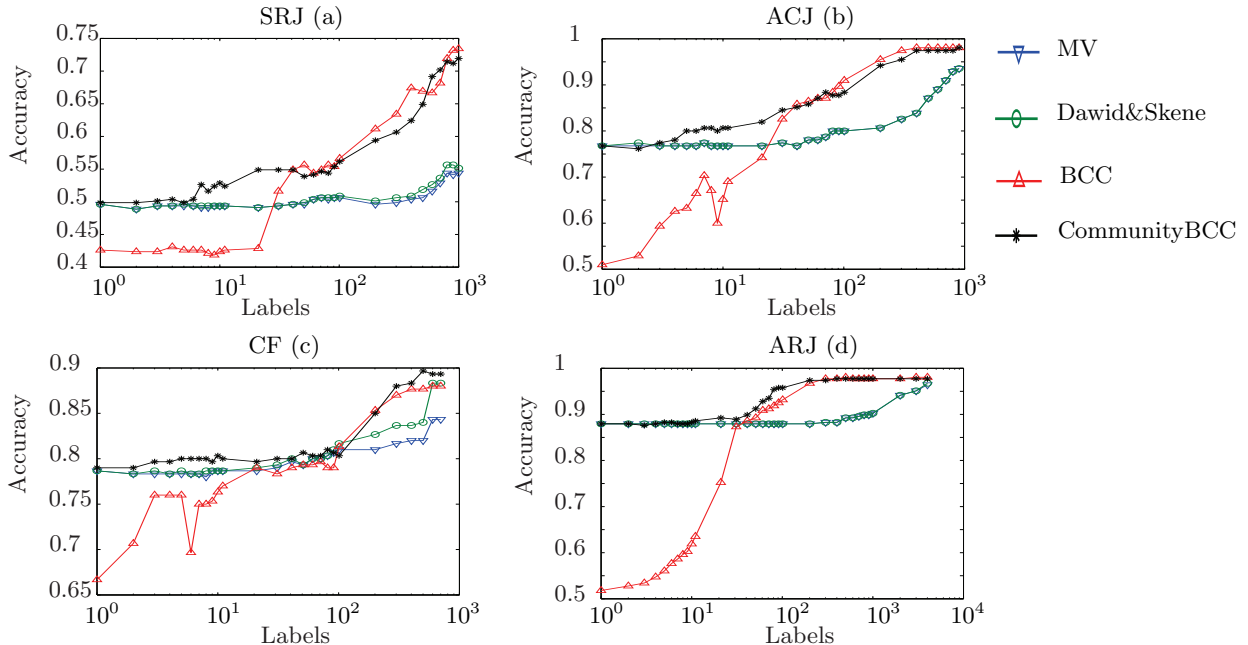 SRJ (a)
Accuracy
0.75
0.7
0.65
0.6
0.55
0.5
0.45
0.4
10^0
10^1
10^2
10^3
Labels
ACJ (b)
Accuracy
1
0.9
0.8
0.7
0.6
0.5
10^0
10^1
10^2
10^3
Labels
MV
Dawid&Skene
BCC
CommunityBCC
CF (c)
Accuracy
0.9
0.85
0.8
0.75
0.7
0.65
10^0
10^1
10^2
10^3
Labels
ARJ (d)
Accuracy
1
0.9
0.8
0.7
0.6
0.5
10^0
10^1
10^2
10^3
10^4
Labels